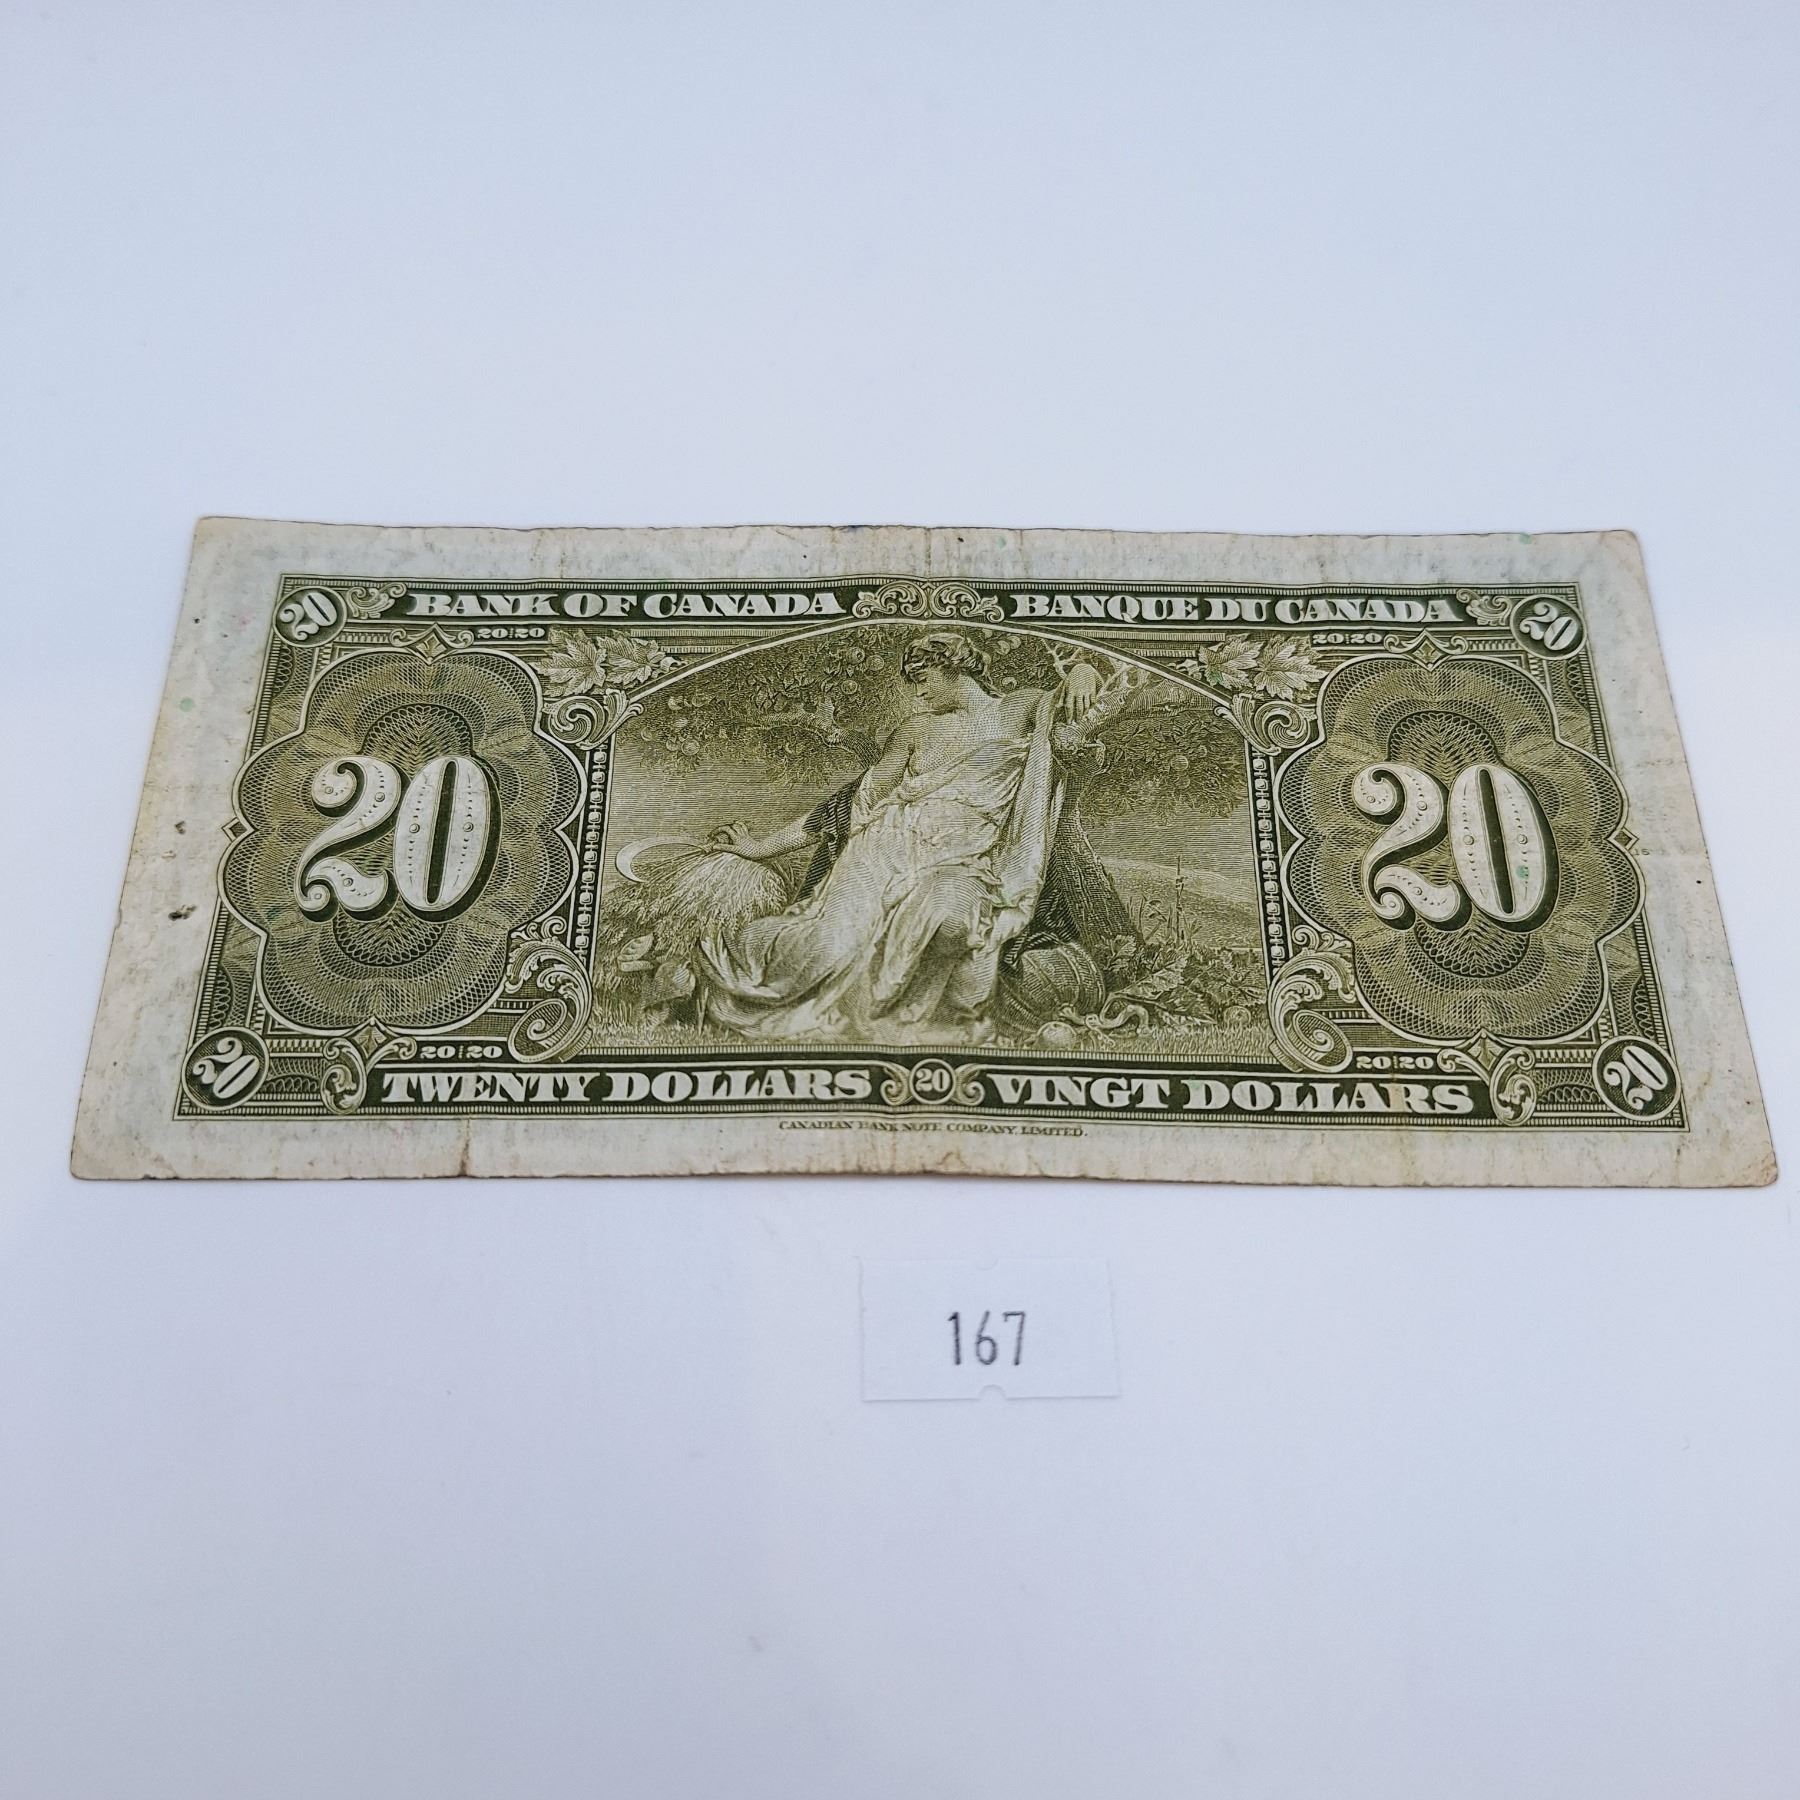 20 BANK OF CANADA BANQUE DU CANADA 20
20 20 20 20
20 20
20 20 20 20
20 TWENTY DOLLARS 20 VINGT DOLLARS 20
CANADIAN BANK NOTE COMPANY, LIMITED.
167